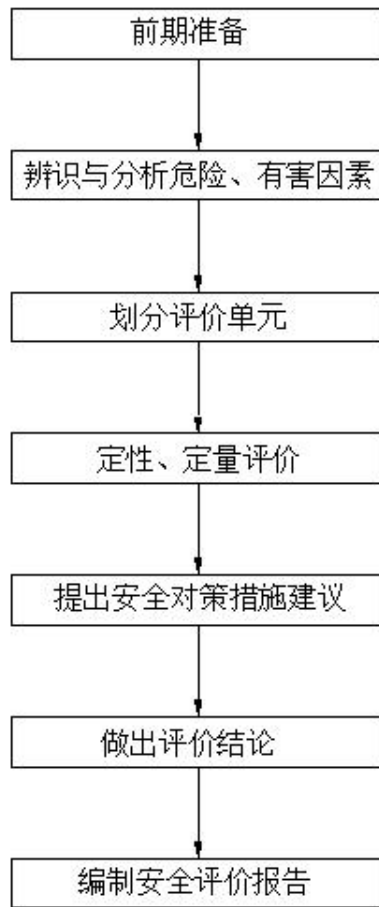 前期准备
辨识与分析危险、有害因素
划分评价单元
定性、定量评价
提出安全对策措施建议
做出评价结论
编制安全评价报告